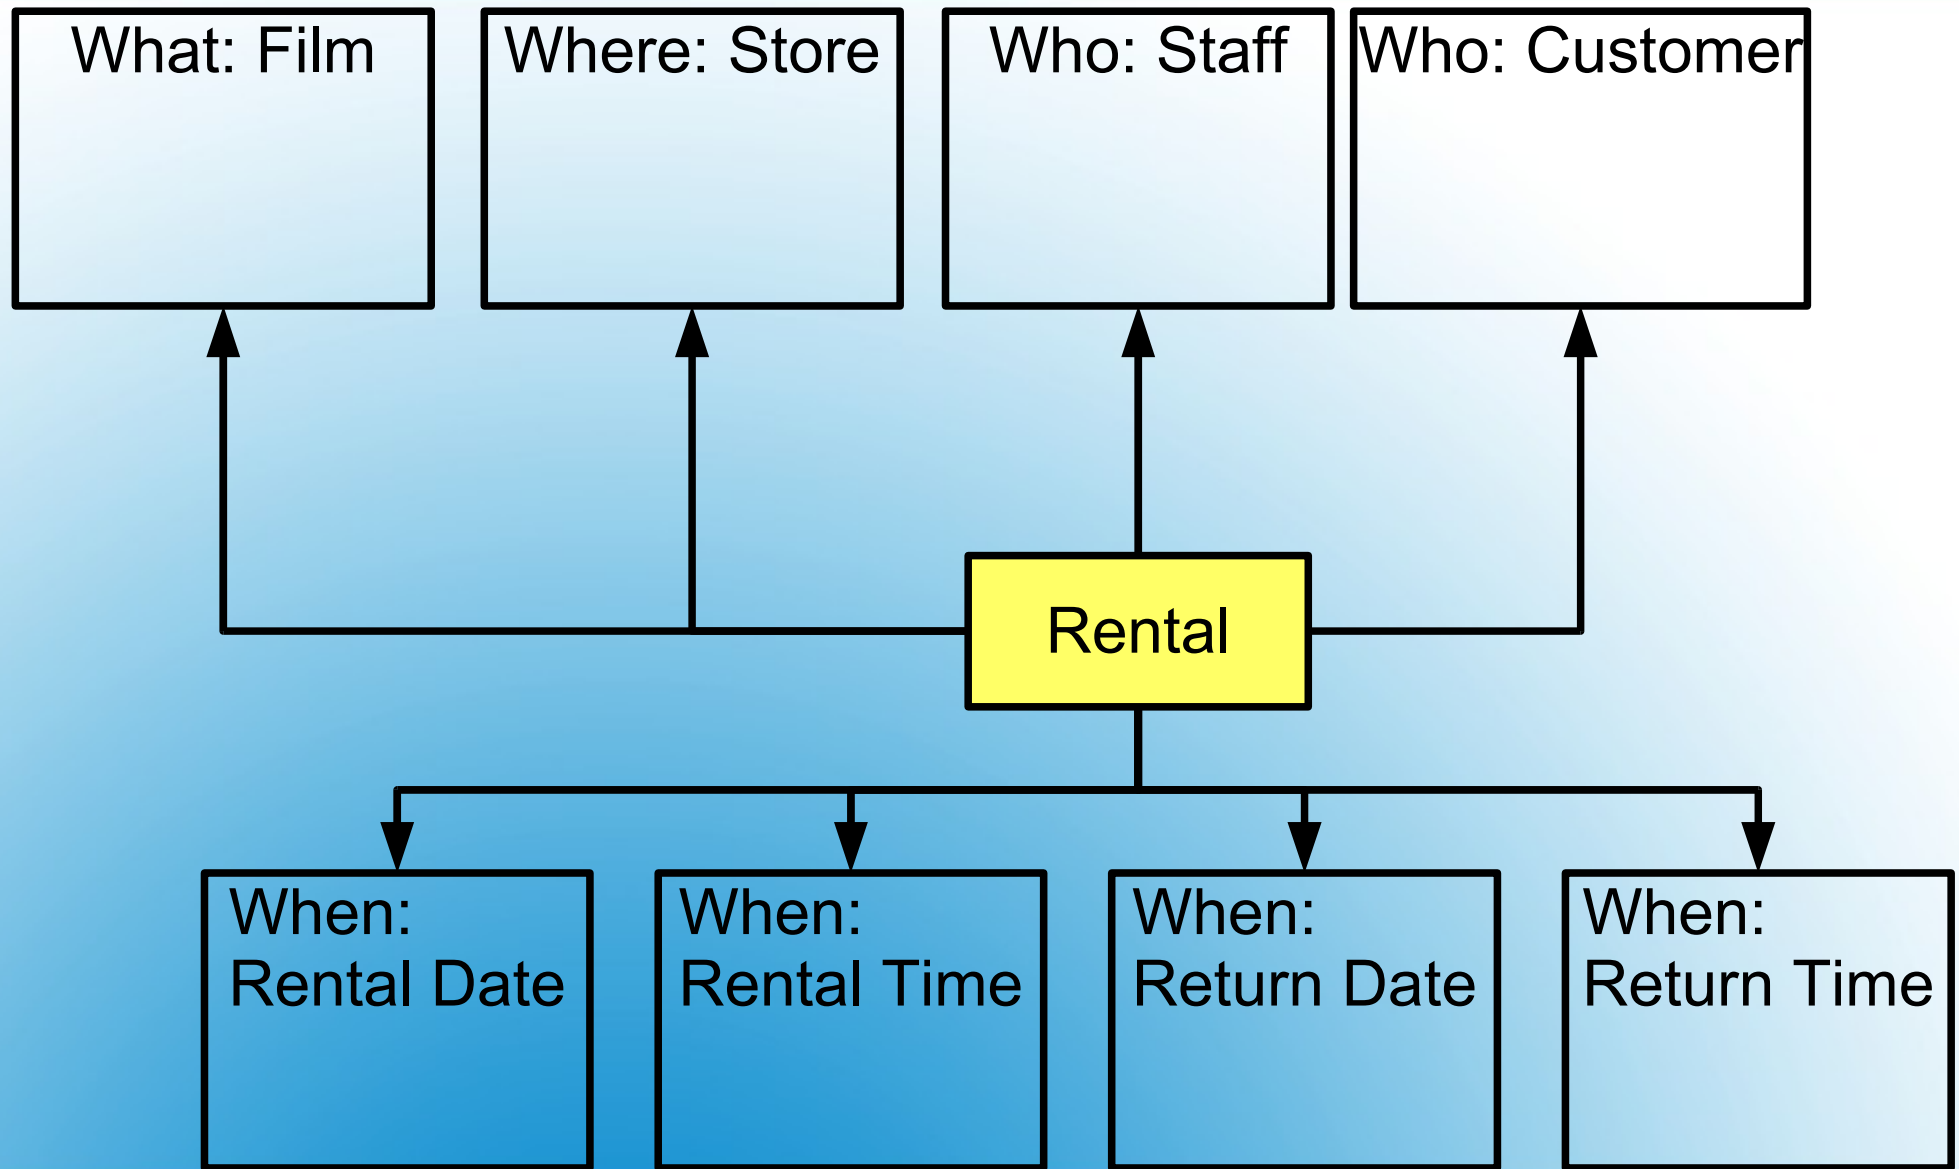 What: Film
Where: Store
Who: Staff
Who: Customer
Rental
When:
Rental Date
When:
Rental Time
When:
Return Date
When:
Return Time